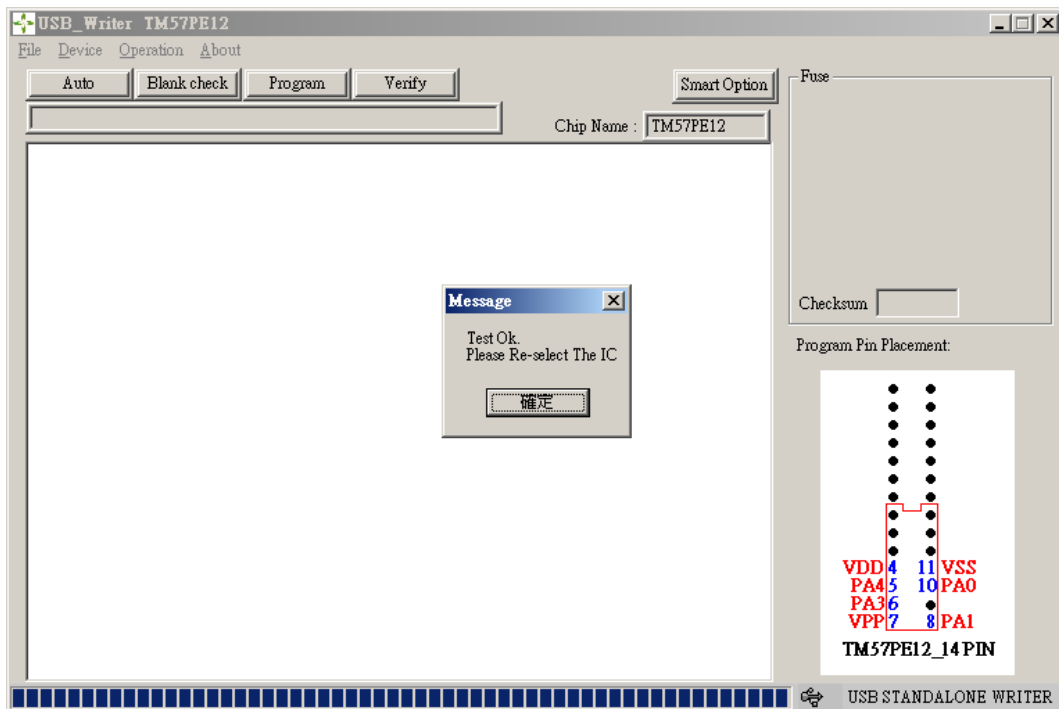 USB_Writer TM57PE12
File Device Operation About
Auto Blank check Program Verify Smart Option
Chip Name : TM57PE12
Fuse
Checksum
Message
Test Ok.
Please Re-select The IC
確定
Program Pin Placement:
VDD 4 11 VSS
PA4 5 10 PA0
PA3 6
VPP 7 8 PA1
TM57PE12_14 PIN
USB STANDALONE WRITER